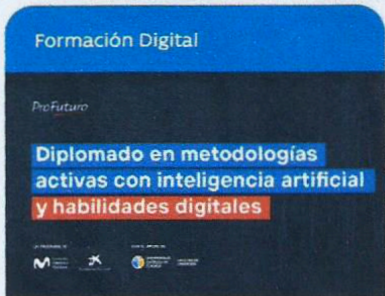 Formación Digital
ProFuturo
Diplomado en metodologías
activas con inteligencia artificial
y habilidades digitales